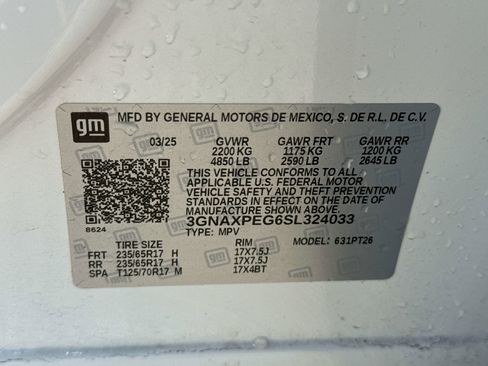 gm MFD BY GENERAL MOTORS DE MEXICO, S. DE R.L. DE C.V.
03/25 GVWR GAWR FRT GAWR RR
2200 KG 1175 KG 1200 KG
4850 LB 2590 LB 2645 LB
THIS VEHICLE CONFORMS TO ALL
APPLICABLE U.S. FEDERAL MOTOR
VEHICLE SAFETY AND THEFT PREVENTION
STANDARDS IN EFFECT ON THE DATE OF
MANUFACTURE SHOWN ABOVE.
8624 3GNAXPEG6SL324033
TYPE: MPV MODEL: 631PT26
TIRE SIZE RIM
FRT 235/65R17 H 17X7.5J
RR 235/65R17 H 17X7.5J
SPA T125/70R17 M 17X4BT